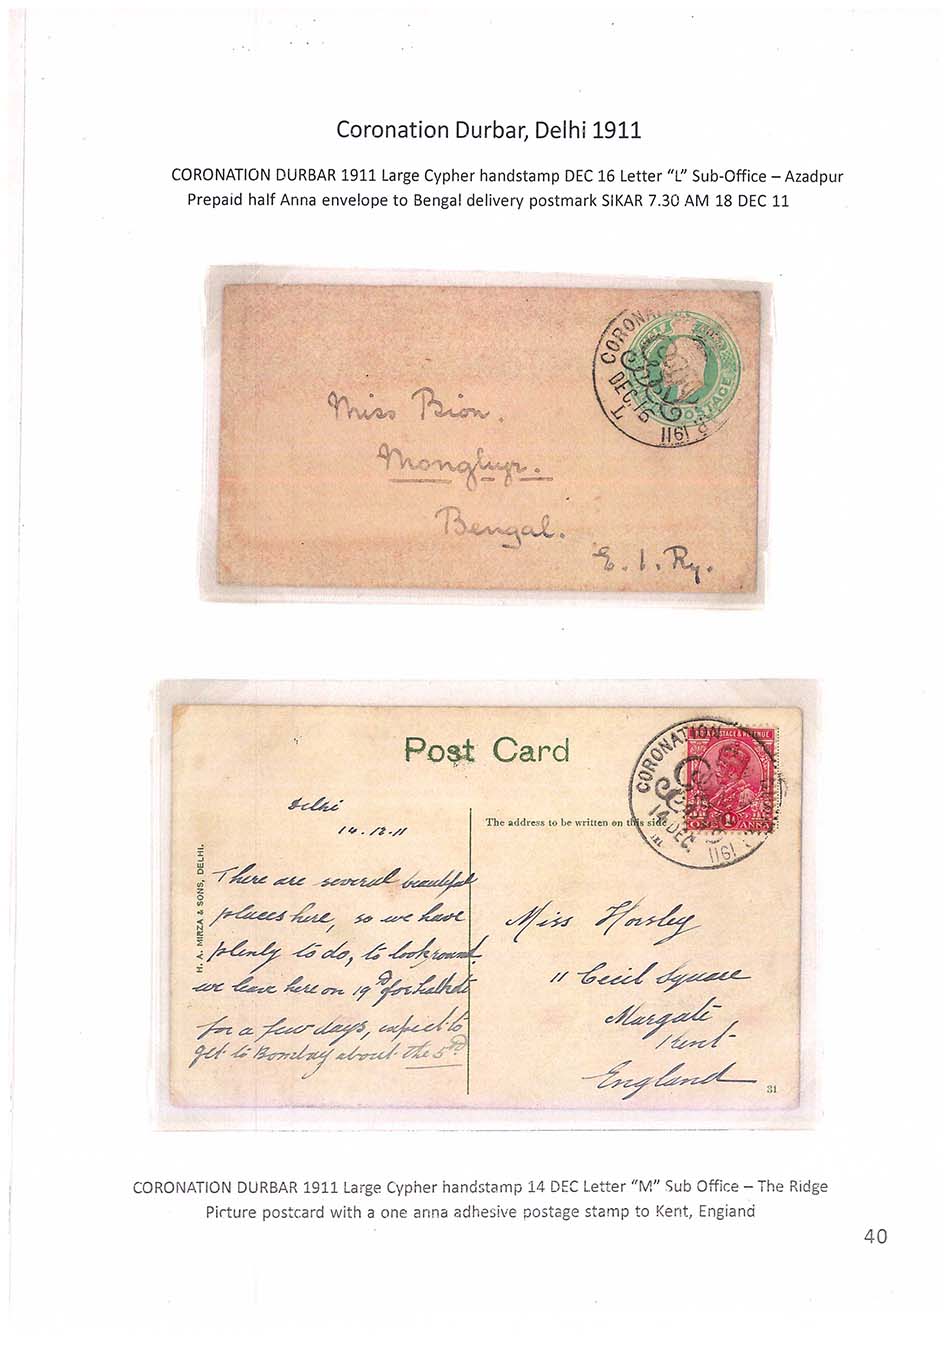 Coronation Durbar, Delhi 1911
CORONATION DURBAR 1911 Large Cypher handstamp DEC 16 Letter “L” Sub-Office – Azadpur
Prepaid half Anna envelope to Bengal delivery postmark SIKAR 7.30 AM 18 DEC 11
CORONA
DEC. 16
L
1911
R
POSTAGE
Miss Bion.
Monghyr.
Bengal.
E. I. Ry.
Post Card
CORONATION
14 DEC.
M
1911
POSTAGE & REVENUE
ANNA
Delhi
14.12.11
The address to be written on this side
H. A. MIRZA & SONS, DELHI.
There are several beautiful
places here, so we have
plenty to do, to look round.
we leave here on 19th for
for a few days, expect to
get to Bombay about the 5th
Miss Horsley
11 Cecil Square
Margate
Kent
England
31
CORONATION DURBAR 1911 Large Cypher handstamp 14 DEC Letter “M” Sub Office – The Ridge
Picture postcard with a one anna adhesive postage stamp to Kent, England
40